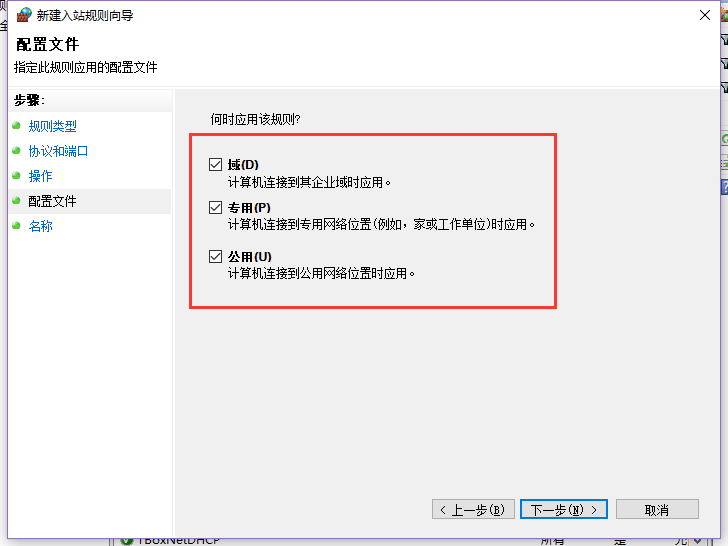 新建入站规则向导
配置文件
指定此规则应用的配置文件
步骤:
规则类型
协议和端口
操作
配置文件
名称
何时应用该规则?
域(D)
计算机连接到其企业域时应用。
专用(P)
计算机连接到专用网络位置(例如，家或工作单位)时应用。
公用(U)
计算机连接到公用网络位置时应用。
< 上一步(B)
下一步(N) >
取消
TBoxNetDHCP
所有
是